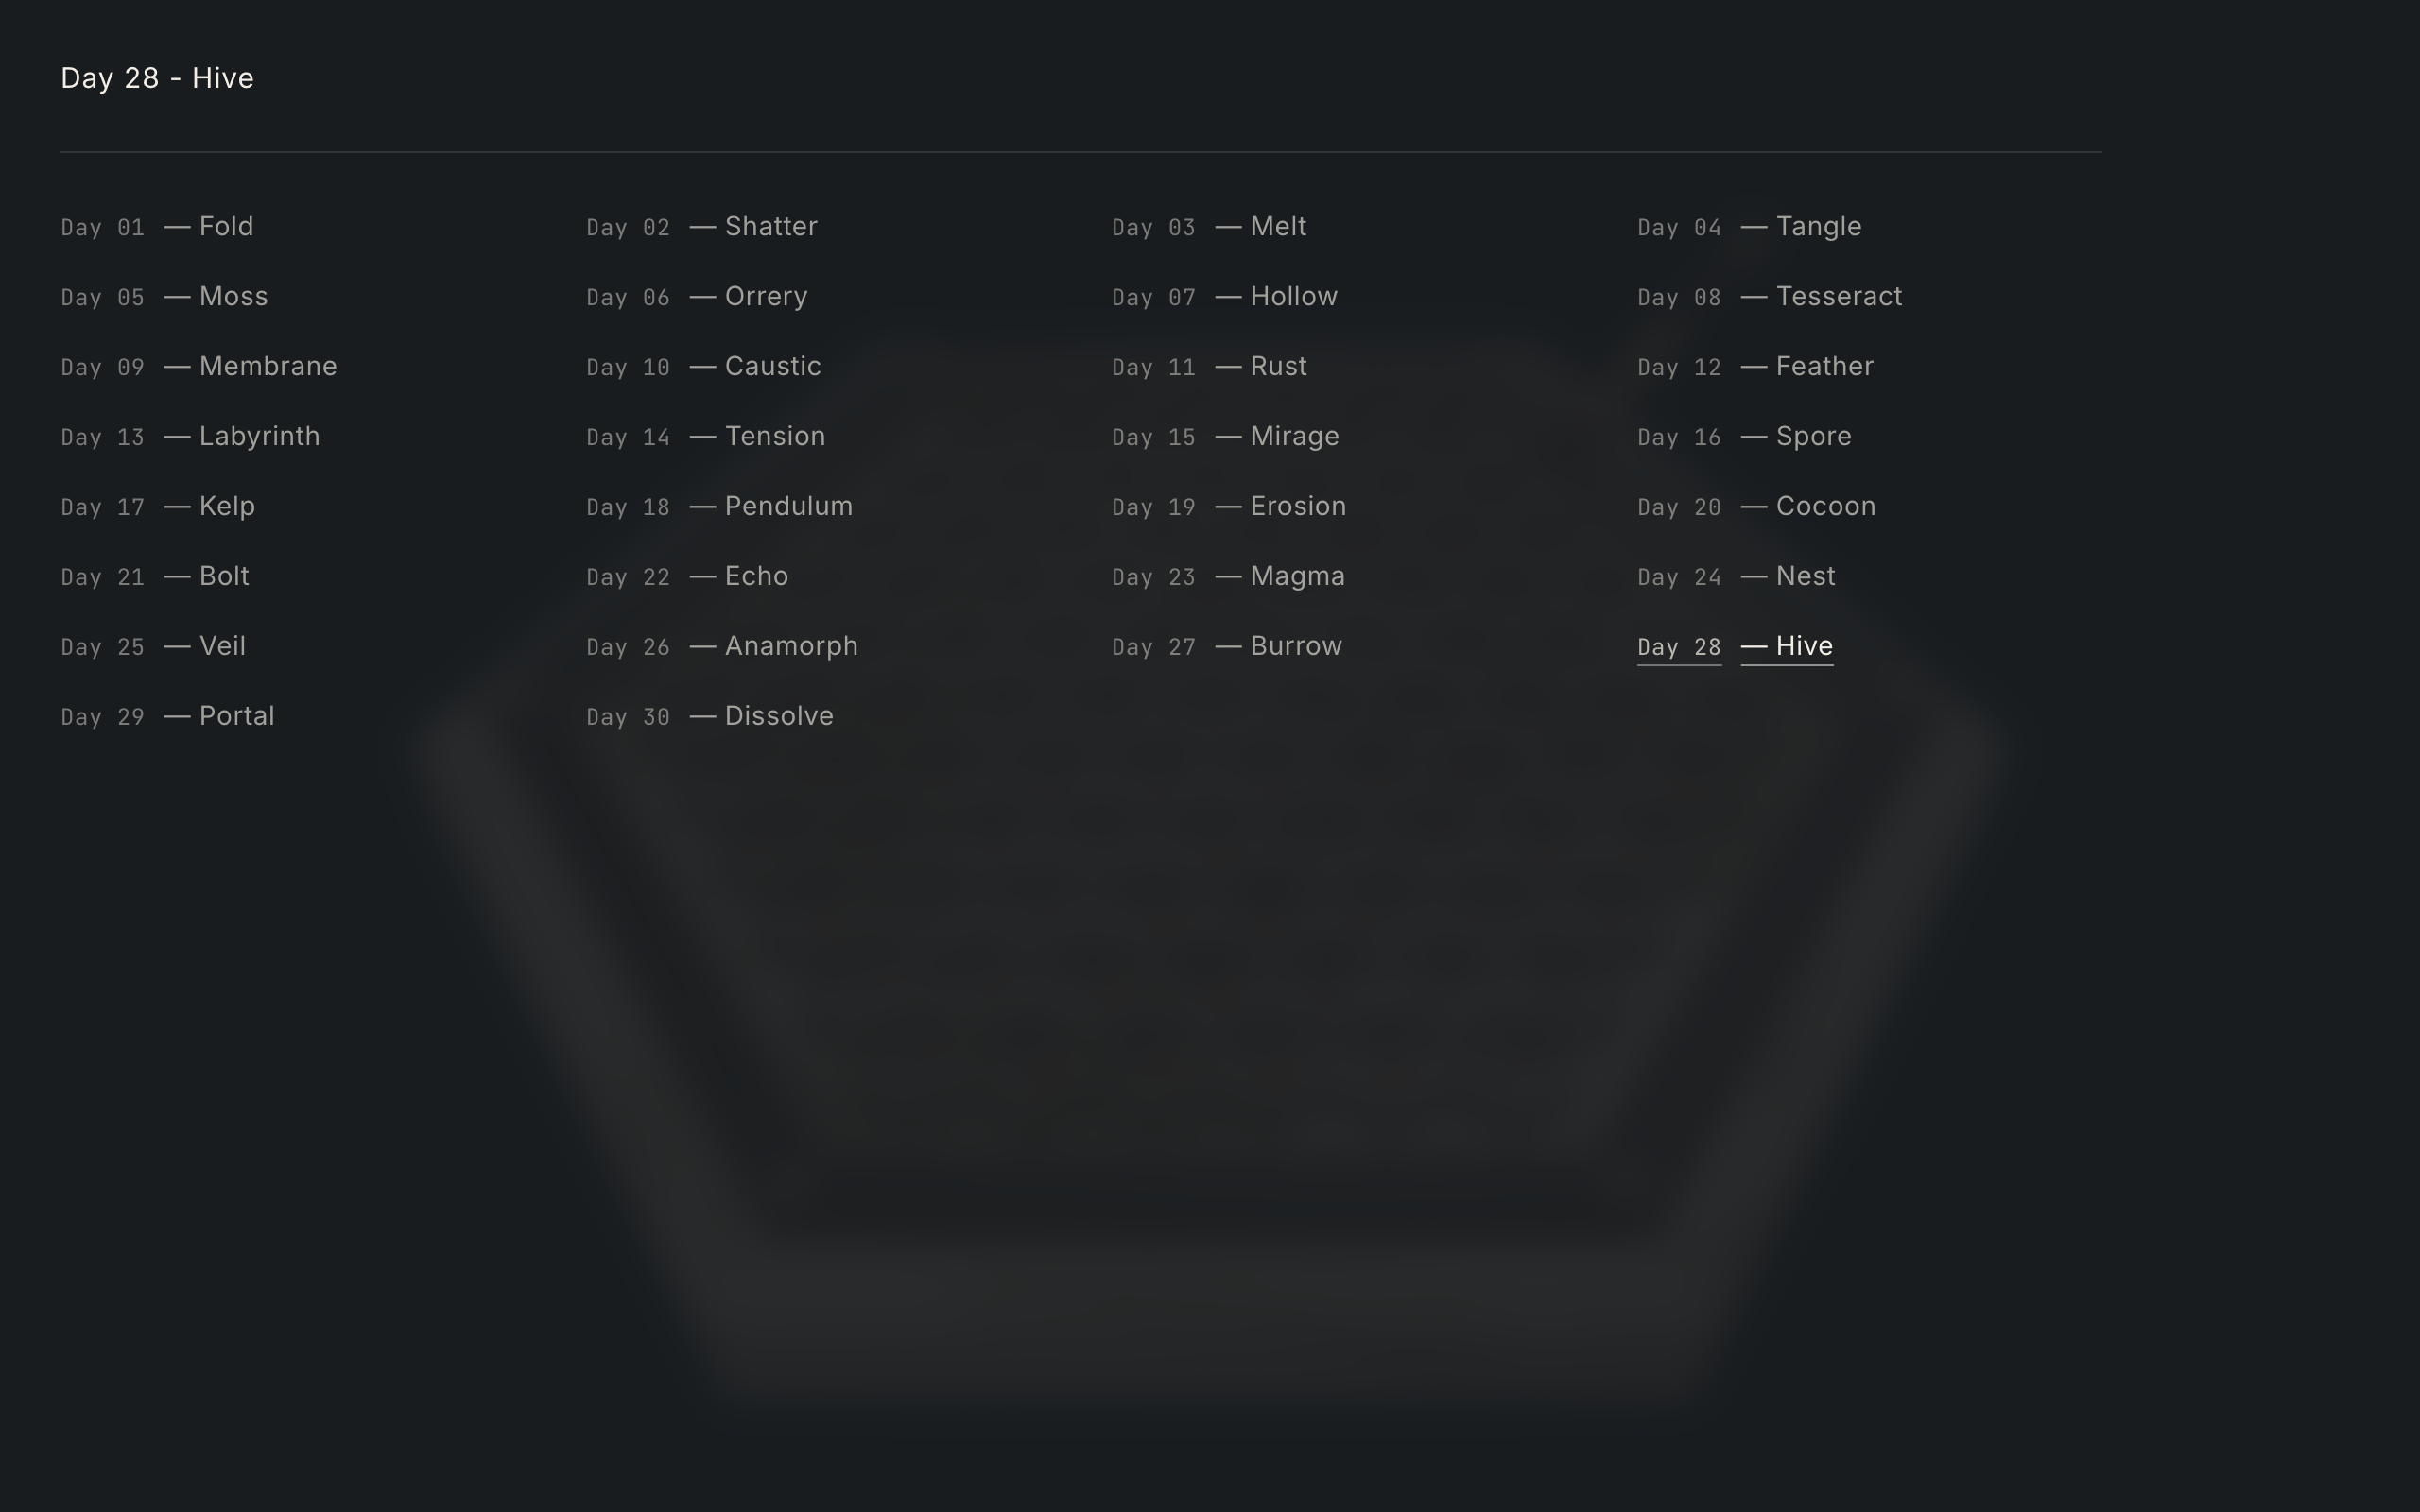 Day 28 - Hive
Day 01 — Fold Day 02 — Shatter Day 03 — Melt Day 04 — Tangle
Day 05 — Moss Day 06 — Orrery Day 07 — Hollow Day 08 — Tesseract
Day 09 — Membrane Day 10 — Caustic Day 11 — Rust Day 12 — Feather
Day 13 — Labyrinth Day 14 — Tension Day 15 — Mirage Day 16 — Spore
Day 17 — Kelp Day 18 — Pendulum Day 19 — Erosion Day 20 — Cocoon
Day 21 — Bolt Day 22 — Echo Day 23 — Magma Day 24 — Nest
Day 25 — Veil Day 26 — Anamorph Day 27 — Burrow Day 28 — Hive
Day 29 — Portal Day 30 — Dissolve